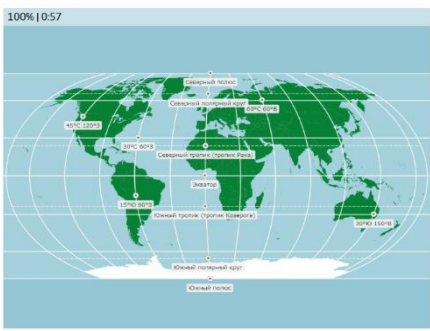 100% | 0:57
Северный полюс
Северный полярный круг
60°С 60°В
45°С 120°З
30°С 60°З
Северный тропик (тропик Рака)
Экватор
15°Ю 60°З
Южный тропик (тропик Козерога)
30°Ю 150°В
Южный полярный круг
Южный полюс